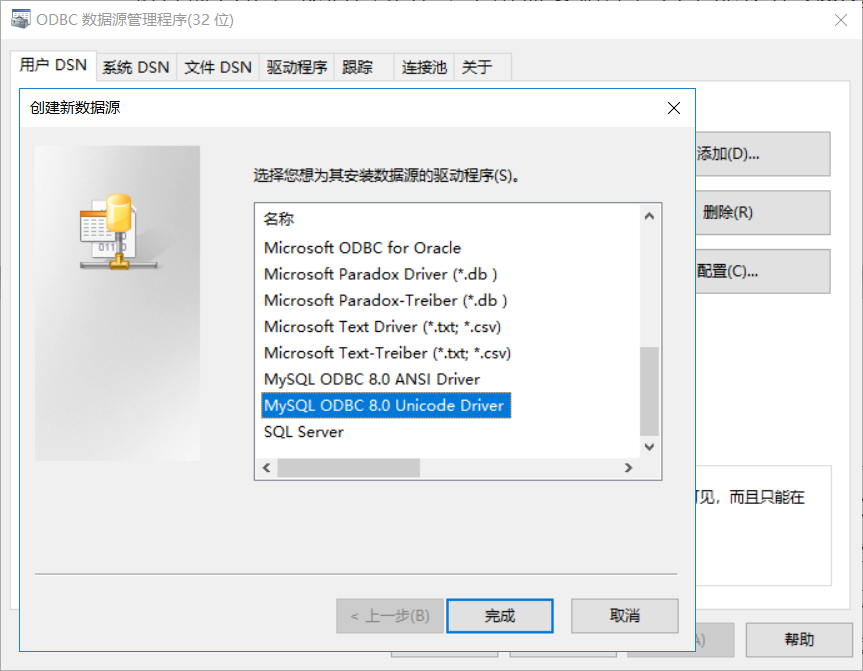 ODBC 数据源管理程序(32 位)
用户 DSN
系统 DSN
文件 DSN
驱动程序
跟踪
连接池
关于
创建新数据源
选择您想为其安装数据源的驱动程序(S)。
名称
Microsoft ODBC for Oracle
Microsoft Paradox Driver (*.db )
Microsoft Paradox-Treiber (*.db )
Microsoft Text Driver (*.txt; *.csv)
Microsoft Text-Treiber (*.txt; *.csv)
MySQL ODBC 8.0 ANSI Driver
MySQL ODBC 8.0 Unicode Driver
SQL Server
添加(D)...
删除(R)
配置(C)...
见，而且只能在
< 上一步(B)
完成
取消
A)
帮助